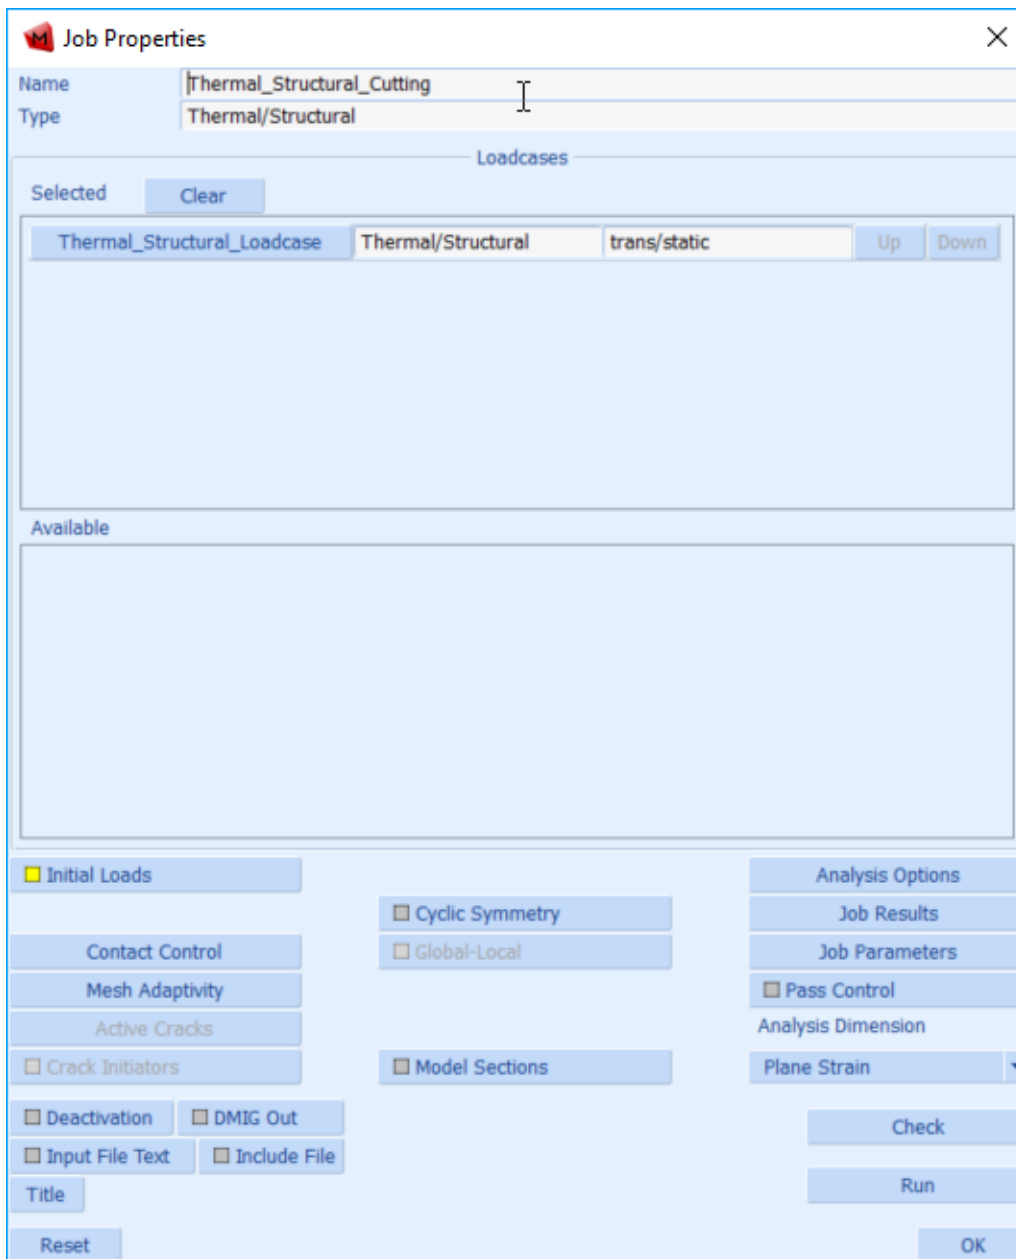 Job Properties
Name Thermal_Structural_Cutting
Type Thermal/Structural
Loadcases
Selected Clear
Thermal_Structural_Loadcase Thermal/Structural trans/static Up Down
Available
Initial Loads Analysis Options
Cyclic Symmetry Job Results
Contact Control Global-Local Job Parameters
Mesh Adaptivity Pass Control
Active Cracks Analysis Dimension
Crack Initiators Model Sections Plane Strain
Deactivation DMIG Out Check
Input File Text Include File
Title Run
Reset OK